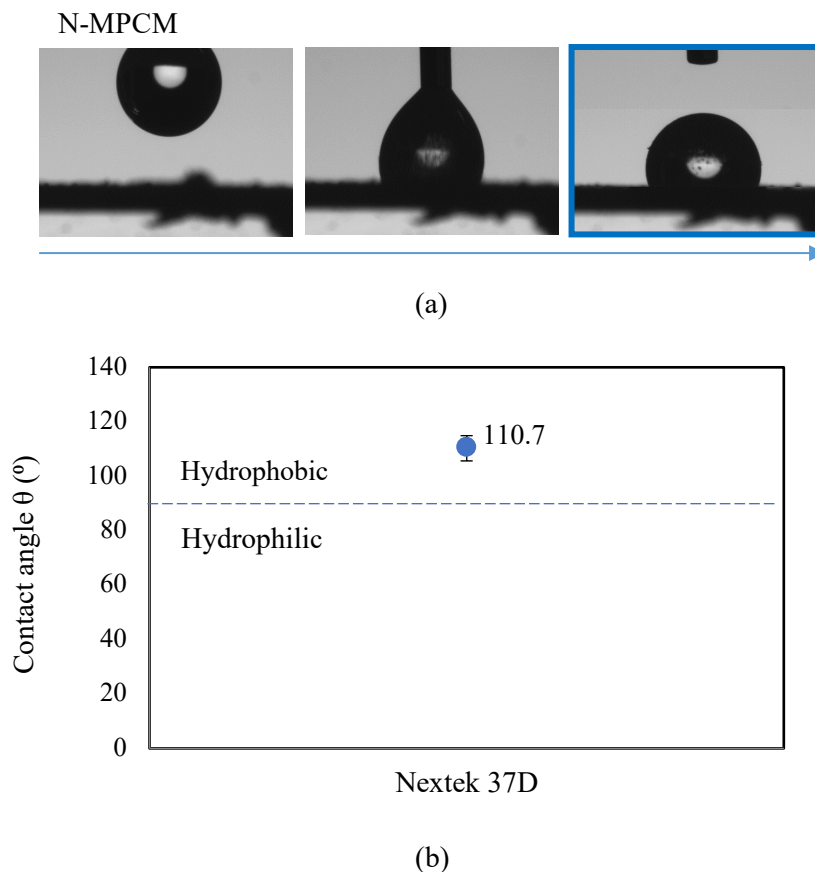 N-MPCM
(a)
140
120
100
80
60
40
20
0
Contact angle θ (º)
110.7
Hydrophobic
Hydrophilic
Nextek 37D
(b)